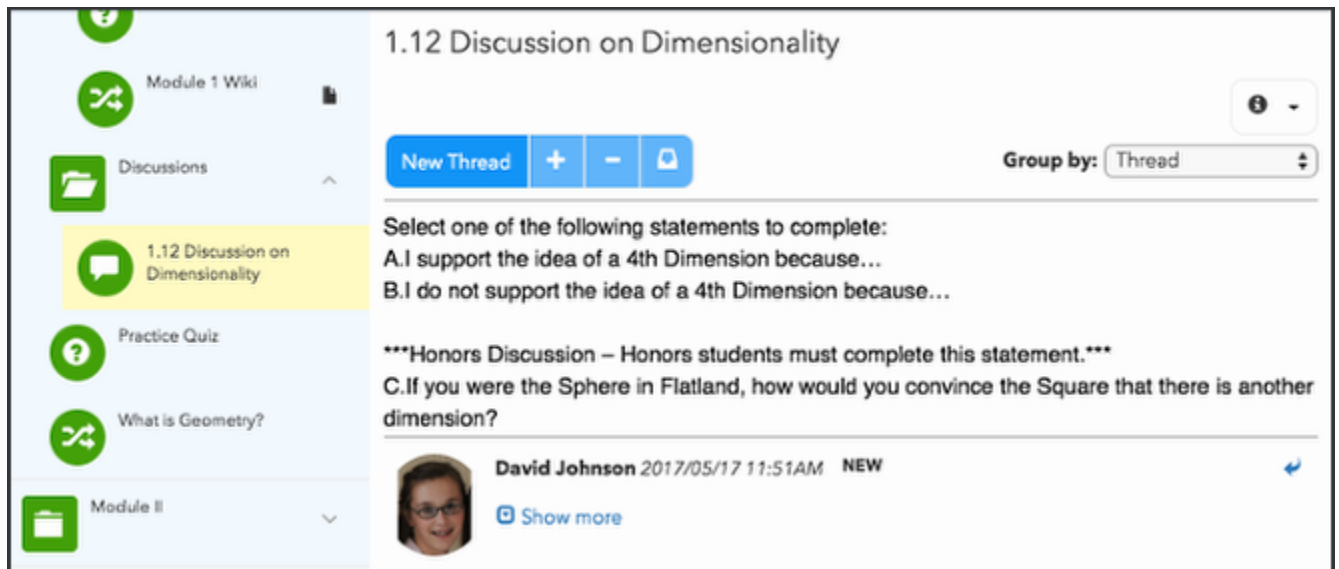 Module 1 Wiki
Discussions
1.12 Discussion on
Dimensionality
Practice Quiz
What is Geometry?
Module II
1.12 Discussion on Dimensionality
New Thread + -
Group by: Thread
Select one of the following statements to complete:
A.I support the idea of a 4th Dimension because...
B.I do not support the idea of a 4th Dimension because...
***Honors Discussion – Honors students must complete this statement.***
C.If you were the Sphere in Flatland, how would you convince the Square that there is another
dimension?
David Johnson 2017/05/17 11:51AM NEW
Show more